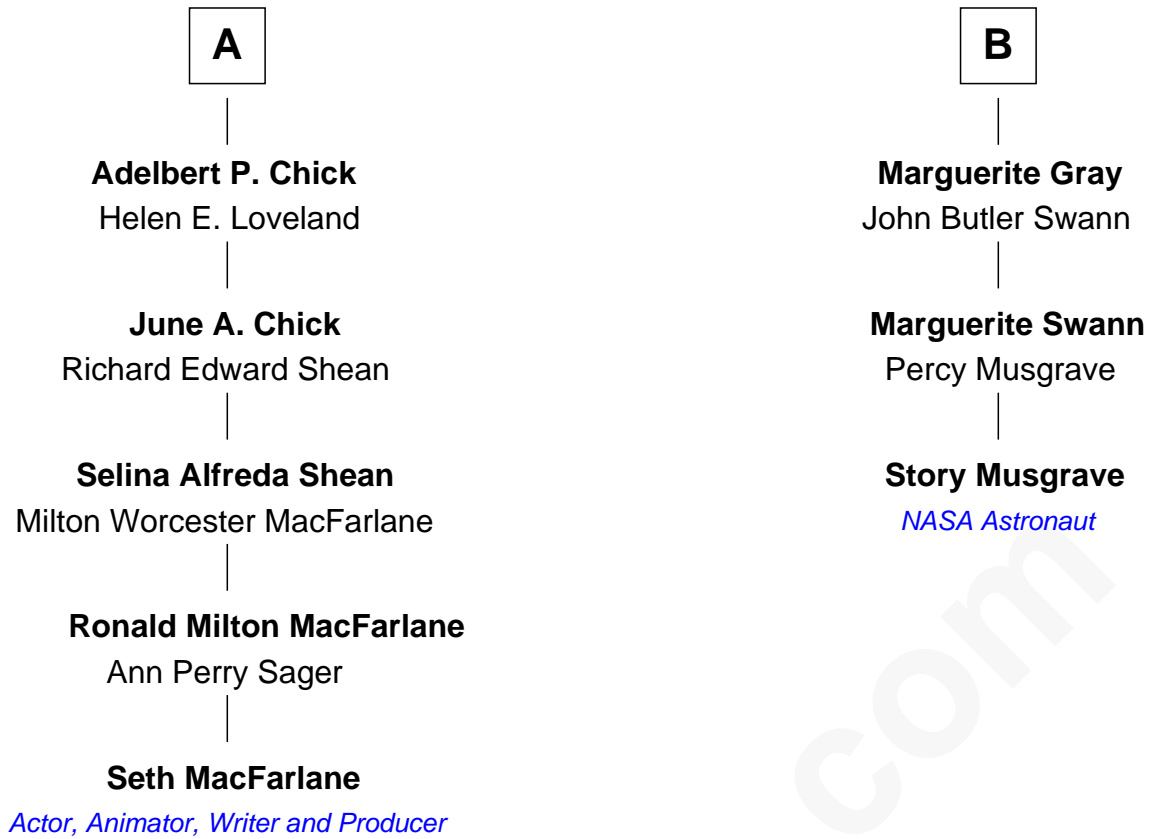 A
Adelbert P. Chick
Helen E. Loveland
June A. Chick
Richard Edward Shean
Selina Alfreda Shean
Milton Worcester MacFarlane
Ronald Milton MacFarlane
Ann Perry Sager
Seth MacFarlane
Actor, Animator, Writer and Producer
B
Marguerite Gray
John Butler Swann
Marguerite Swann
Percy Musgrave
Story Musgrave
NASA Astronaut
com